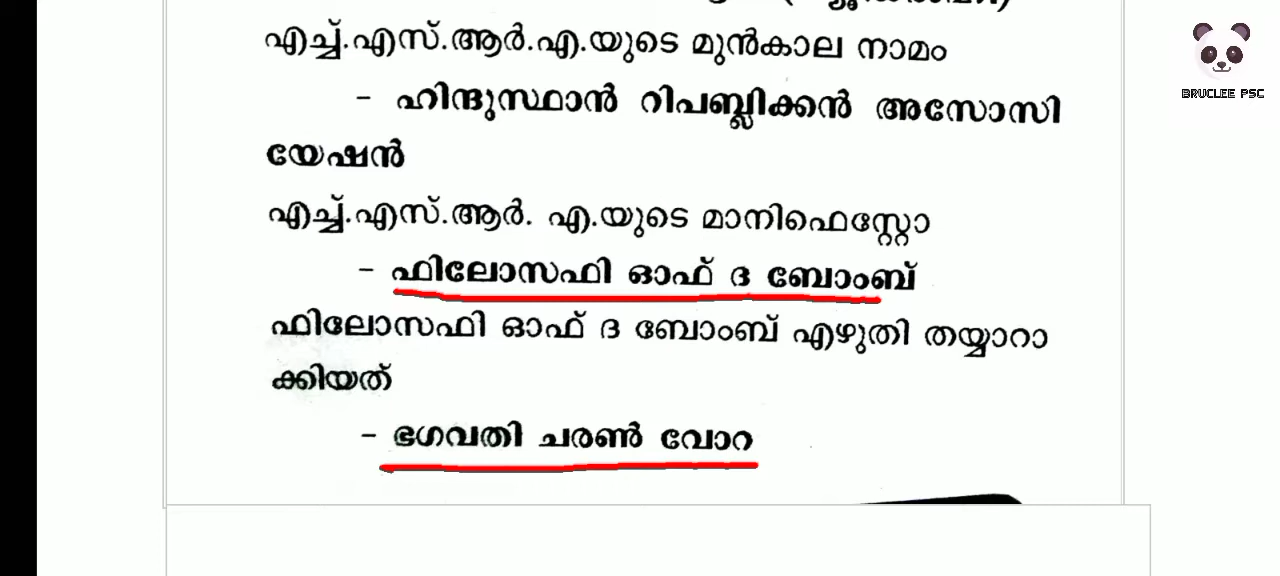 എച്ച്.എസ്.ആർ.എ.യുടെ മുൻകാല നാമം
- ഹിന്ദുസ്ഥാൻ റിപബ്ലിക്കൻ അസോസി
യേഷൻ
എച്ച്.എസ്.ആർ. എ.യുടെ മാനിഫെസ്റ്റോ
- ഫിലോസഫി ഓഫ് ദ ബോംബ്
ഫിലോസഫി ഓഫ് ദ ബോംബ് എഴുതി തയ്യാറാ
ക്കിയത്
- ഭഗവതി ചരൺ വോറ
BRUCLEE PSC